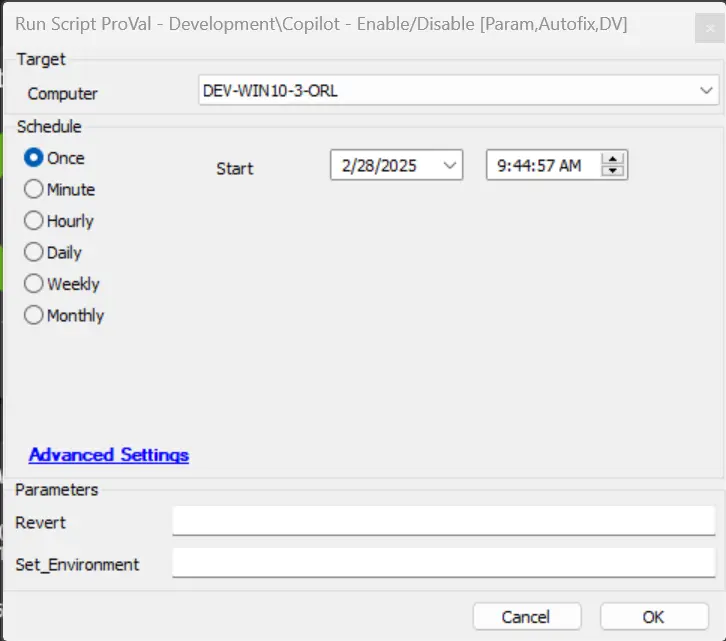 Run Script ProVal - Development\Copilot - Enable/Disable [Param,Autofix,DV]
Target
Computer DEV-WIN10-3-ORL
Schedule
Once
Start 2/28/2025 9:44:57 AM
Minute
Hourly
Daily
Weekly
Monthly
Advanced Settings
Parameters
Revert
Set_Environment
Cancel OK